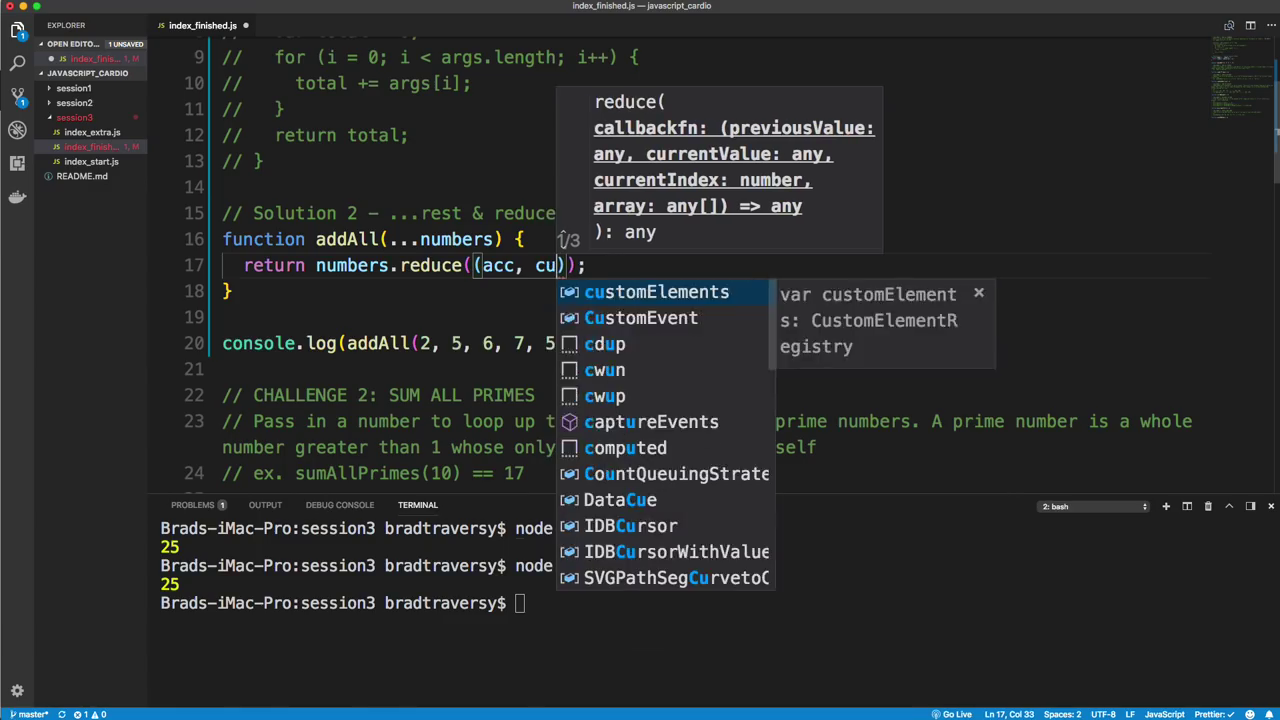 index_finished.js — javascript_cardio
EXPLORER
index_finished.js
OPEN EDITO... 1 UNSAVED
index_finish... 1, M
JAVASCRIPT_CARDIO
session1
session2
session3
index_extra.js
index_finish... 1, M
index_start.js
README.md
9 // for (i = 0; i < args.length; i++) {
10 // total += args[i];
11 // }
12 // return total;
13 // }
14
15 // Solution 2 - ...rest & reduce
16 function addAll(...numbers) {
17 return numbers.reduce((acc, cu));
18 }
19
20 console.log(addAll(2, 5, 6, 7, 5
21
22 // CHALLENGE 2: SUM ALL PRIMES
23 // Pass in a number to loop up t prime numbers. A prime number is a whole
number greater than 1 whose only self
24 // ex. sumAllPrimes(10) == 17
1/3
reduce(
callbackfn: (previousValue:
any, currentValue: any,
currentIndex: number,
array: any[]) => any
): any
customElements
CustomEvent
cdup
cwun
cwup
captureEvents
computed
CountQueuingStrate
DataCue
IDBCursor
IDBCursorWithValue
SVGPathSegCurveto
var customElement
s: CustomElementR
egistry
PROBLEMS 1 OUTPUT DEBUG CONSOLE TERMINAL
2: bash
Brads-iMac-Pro:session3 bradtraversy$ node
25
Brads-iMac-Pro:session3 bradtraversy$ node
25
Brads-iMac-Pro:session3 bradtraversy$
master* 1 0 Go Live Ln 17, Col 33 Spaces: 2 UTF-8 LF JavaScript Prettier: ✓